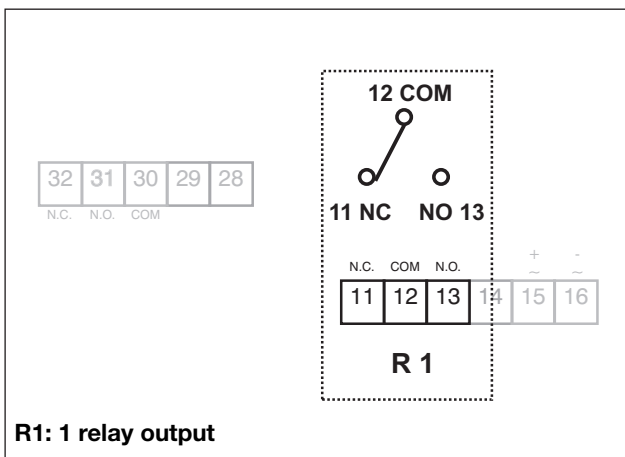 12 COM
11 NC NO 13
32 31 30 29 28
N.C. N.O. COM
N.C. COM N.O. + -
~ ~
11 12 13 14 15 16
R 1
R1: 1 relay output